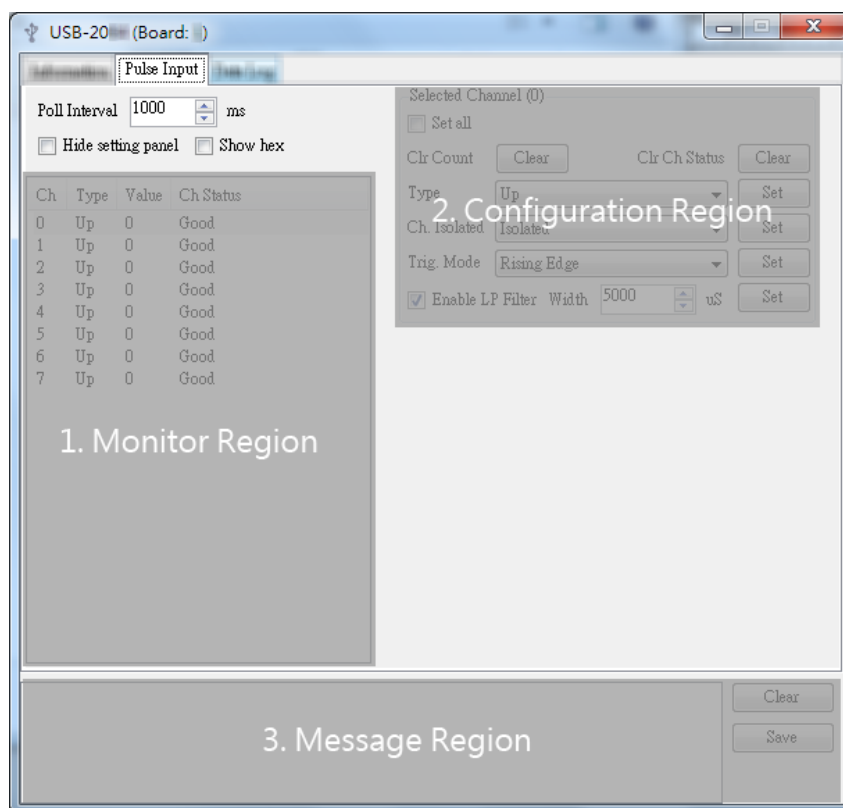 USB-20 (Board: )
Pulse Input
Poll Interval 1000 ms
Hide setting panel Show hex
Ch Type Value Ch Status
0 Up 0 Good
1 Up 0 Good
2 Up 0 Good
3 Up 0 Good
4 Up 0 Good
5 Up 0 Good
6 Up 0 Good
7 Up 0 Good
1. Monitor Region
Selected Channel (0)
Set all
Clr Count Clear Clr Ch Status Clear
Type Up Set
2. Configuration Region
Ch. Isolated Isolated Set
Trig. Mode Rising Edge Set
Enable LP Filter Width 5000 uS Set
3. Message Region
Clear
Save